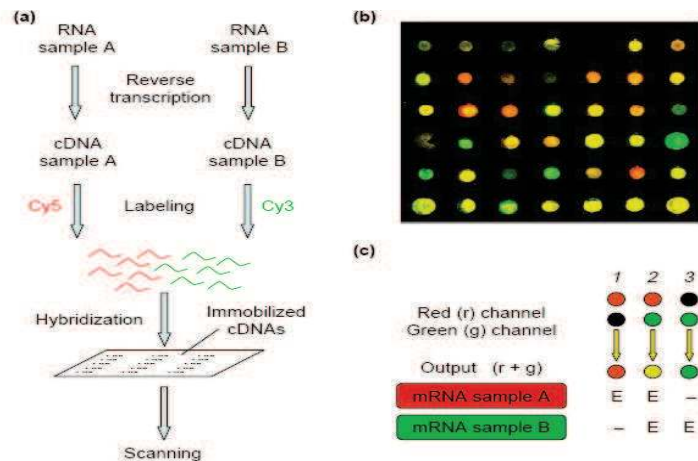 (a)
RNA
sample A
RNA
sample B
Reverse
transcription
cDNA
sample A
cDNA
sample B
Cy5
Labeling
Cy3
Hybridization
Immobilized
cDNAs
Scanning
(b)
(c)
1 2 3
Red (r) channel
Green (g) channel
Output (r + g)
mRNA sample A E E –
mRNA sample B – E E